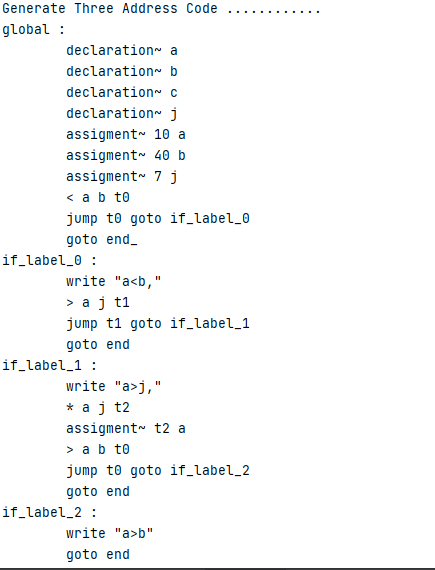 Generate Three Address Code ............
global :
        declaration~ a
        declaration~ b
        declaration~ c
        declaration~ j
        assigment~ 10 a
        assigment~ 40 b
        assigment~ 7 j
        < a b t0
        jump t0 goto if_label_0
        goto end_
if_label_0 :
        write "a<b,"
        > a j t1
        jump t1 goto if_label_1
        goto end
if_label_1 :
        write "a>j,"
        * a j t2
        assigment~ t2 a
        > a b t0
        jump t0 goto if_label_2
        goto end
if_label_2 :
        write "a>b"
        goto end